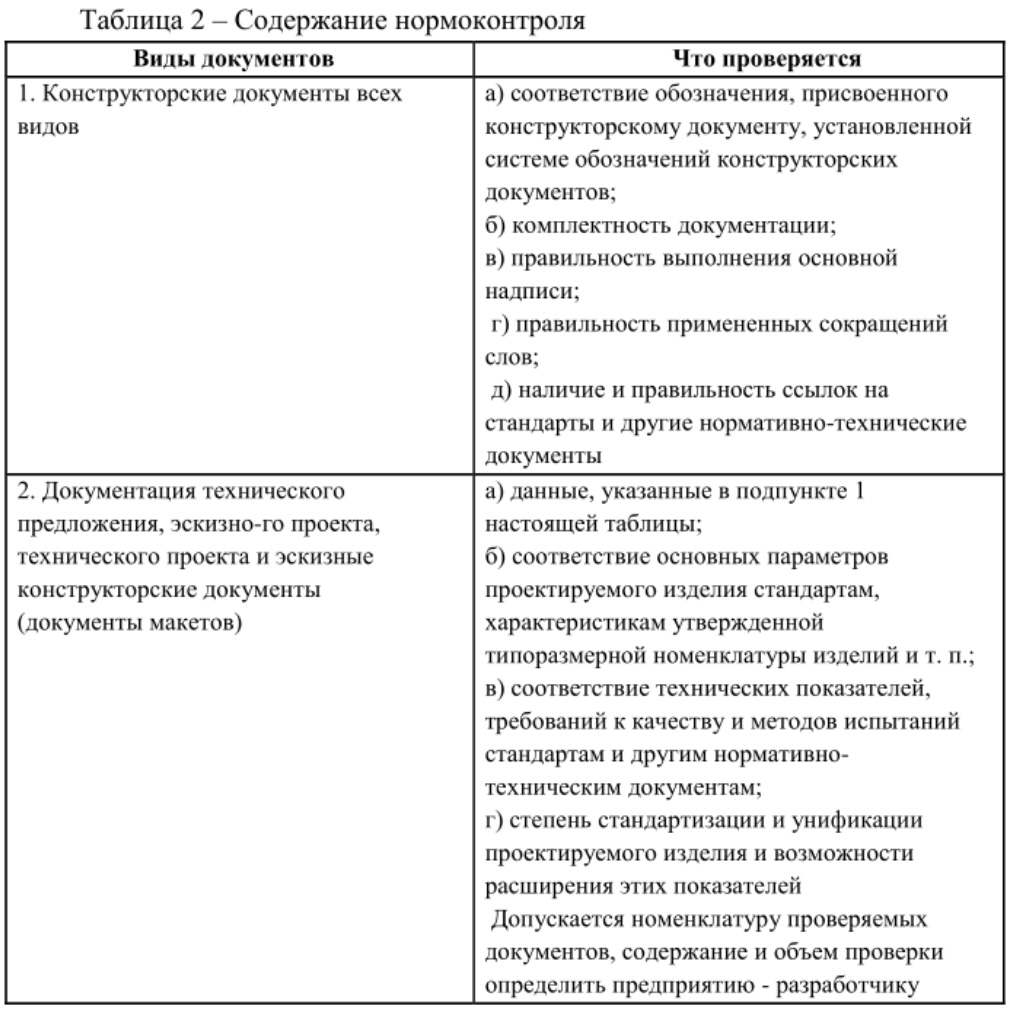 Таблица 2 – Содержание нормоконтроля
Виды документов
Что проверяется
1. Конструкторские документы всех
видов
а) соответствие обозначения, присвоенного
конструкторскому документу, установленной
системе обозначений конструкторских
документов;
б) комплектность документации;
в) правильность выполнения основной
надписи;
г) правильность примененных сокращений
слов;
д) наличие и правильность ссылок на
стандарты и другие нормативно-технические
документы
2. Документация технического
предложения, эскизно-го проекта,
технического проекта и эскизные
конструкторские документы
(документы макетов)
а) данные, указанные в подпункте 1
настоящей таблицы;
б) соответствие основных параметров
проектируемого изделия стандартам,
характеристикам утвержденной
типоразмерной номенклатуры изделий и т. п.;
в) соответствие технических показателей,
требований к качеству и методов испытаний
стандартам и другим нормативно-
техническим документам;
г) степень стандартизации и унификации
проектируемого изделия и возможности
расширения этих показателей
Допускается номенклатуру проверяемых
документов, содержание и объем проверки
определить предприятию - разработчику